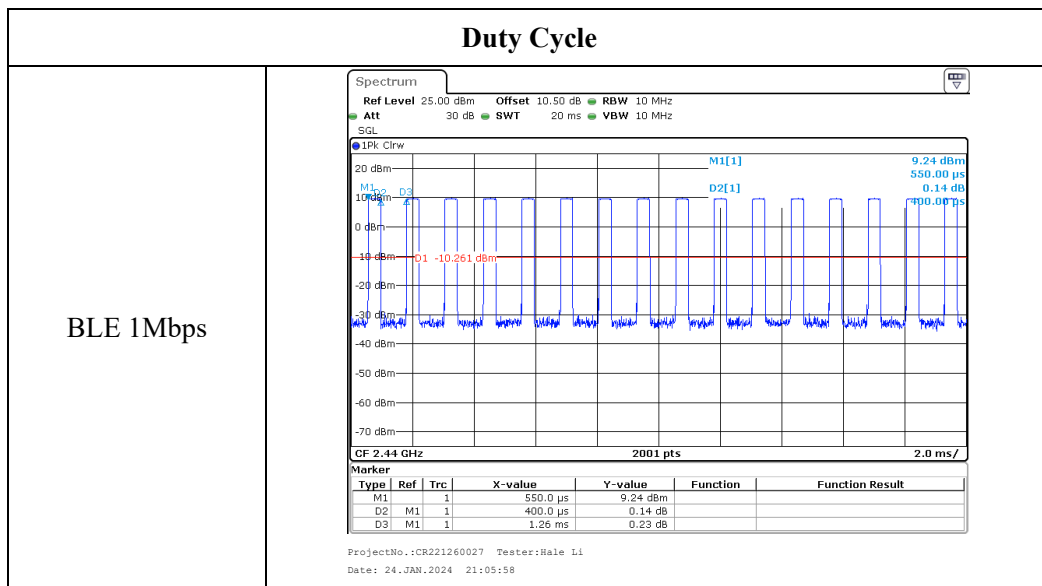 Duty Cycle
BLE 1Mbps
Spectrum
Ref Level 25.00 dBm Offset 10.50 dB RBW 10 MHz
Att 30 dB SWT 20 ms VBW 10 MHz
SGL
1Pk Clrw
M1[1] 9.24 dBm
550.00 µs
D2[1] 0.14 dB
400.00 µs
20 dBm
M1 D2 D3
10 dBm
0 dBm
-10 dBm
D1 -10.261 dBm
-20 dBm
-30 dBm
-40 dBm
-50 dBm
-60 dBm
-70 dBm
CF 2.44 GHz 2001 pts 2.0 ms/
Marker
Type Ref Trc X-value Y-value Function Function Result
M1 1 550.0 µs 9.24 dBm
D2 M1 1 400.0 µs 0.14 dB
D3 M1 1 1.26 ms 0.23 dB
ProjectNo.:CR221260027 Tester:Hale Li
Date: 24.JAN.2024 21:05:58